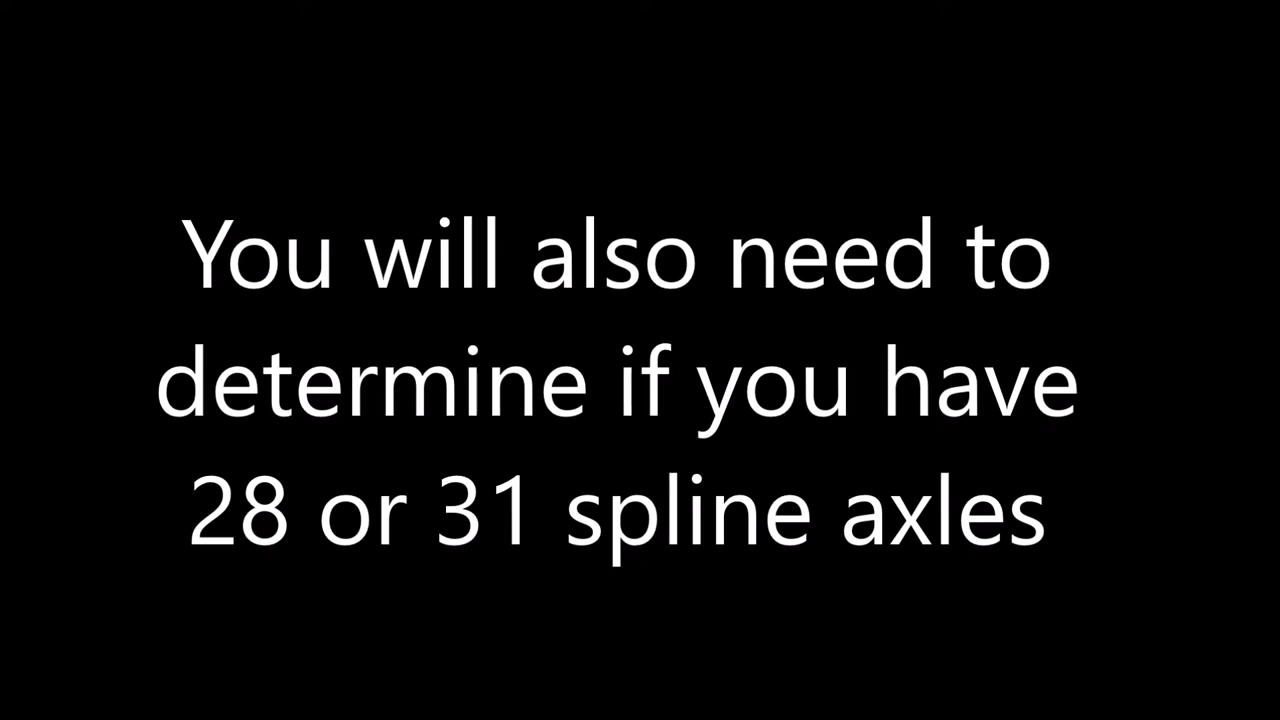 You will also need to
determine if you have
28 or 31 spline axles